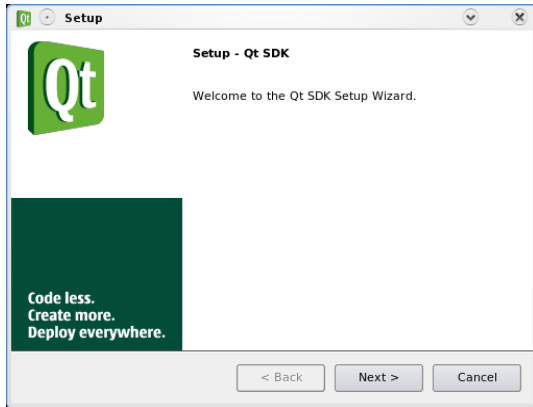 Setup
Qt
Setup - Qt SDK
Welcome to the Qt SDK Setup Wizard.
Code less.
Create more.
Deploy everywhere.
< Back
Next >
Cancel